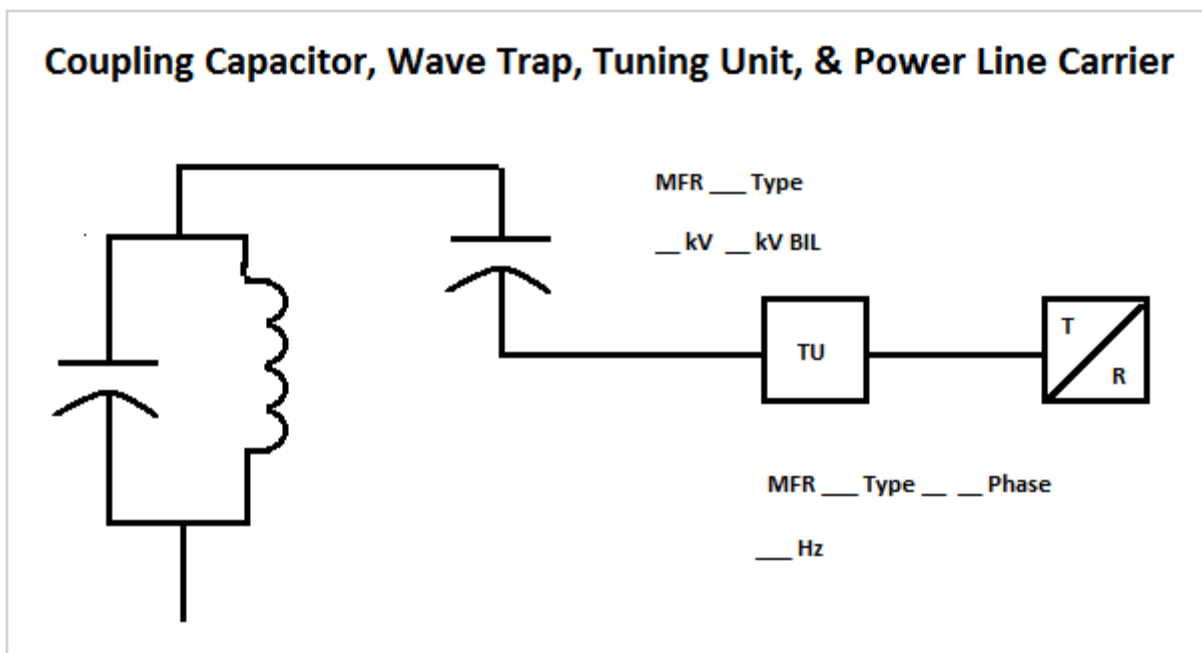 Coupling Capacitor, Wave Trap, Tuning Unit, & Power Line Carrier
MFR ___ Type
__ kV __ kV BIL
TU
T
R
MFR ___ Type __ __ Phase
___ Hz